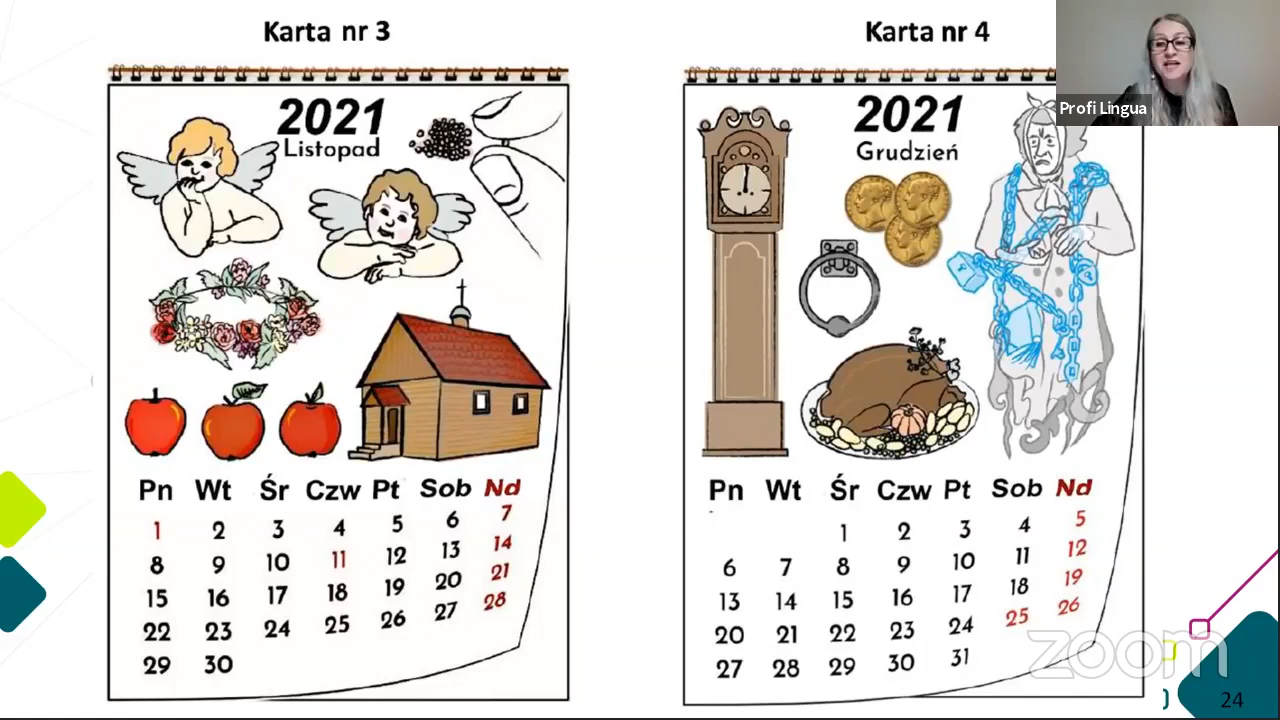 Karta nr 3
2021
Listopad
Pn Wt Śr Czw Pt Sob Nd
1 2 3 4 5 6 7
8 9 10 11 12 13 14
15 16 17 18 19 20 21
22 23 24 25 26 27 28
29 30
Karta nr 4
2021
Grudzień
Pn Wt Śr Czw Pt Sob Nd
1 2 3 4 5
6 7 8 9 10 11 12
13 14 15 16 17 18 19
20 21 22 23 24 25 26
27 28 29 30 31
Profi Lingua
zoom
24